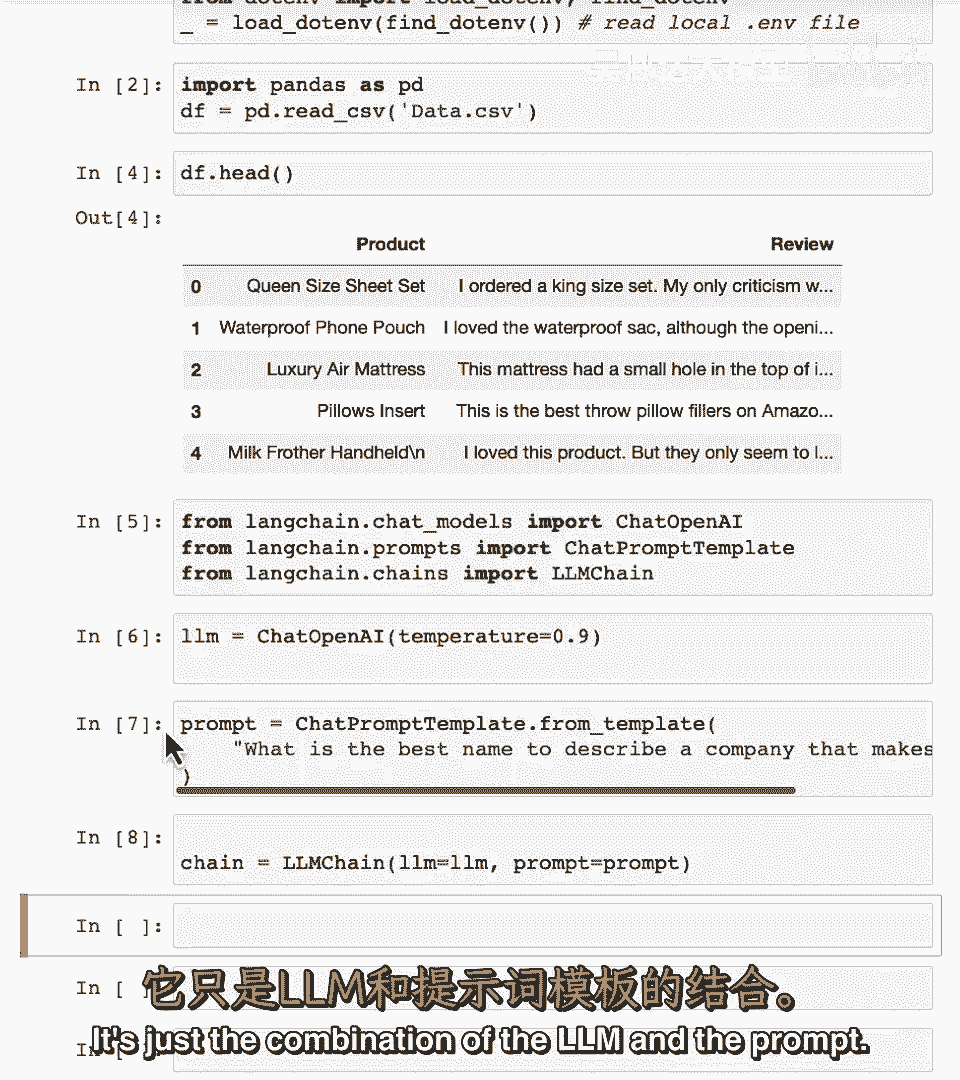 from dotenv import load_dotenv, find_dotenv
_ = load_dotenv(find_dotenv()) # read local .env file
In [2]: import pandas as pd
df = pd.read_csv('Data.csv')
In [4]: df.head()
Out[4]:
Product Review
0 Queen Size Sheet Set I ordered a king size set. My only criticism w...
1 Waterproof Phone Pouch I loved the waterproof sac, although the openi...
2 Luxury Air Mattress This mattress had a small hole in the top of i...
3 Pillows Insert This is the best throw pillow fillers on Amazo...
4 Milk Frother Handheld\n I loved this product. But they only seem to l...
In [5]: from langchain.chat_models import ChatOpenAI
from langchain.prompts import ChatPromptTemplate
from langchain.chains import LLMChain
In [6]: llm = ChatOpenAI(temperature=0.9)
In [7]: prompt = ChatPromptTemplate.from_template(
"What is the best name to describe a company that makes
)
In [8]:
chain = LLMChain(llm=llm, prompt=prompt)
In [ ]:
In [
它只是LLM和提示词模板的结合。
In
It's just the combination of the LLM and the prompt.